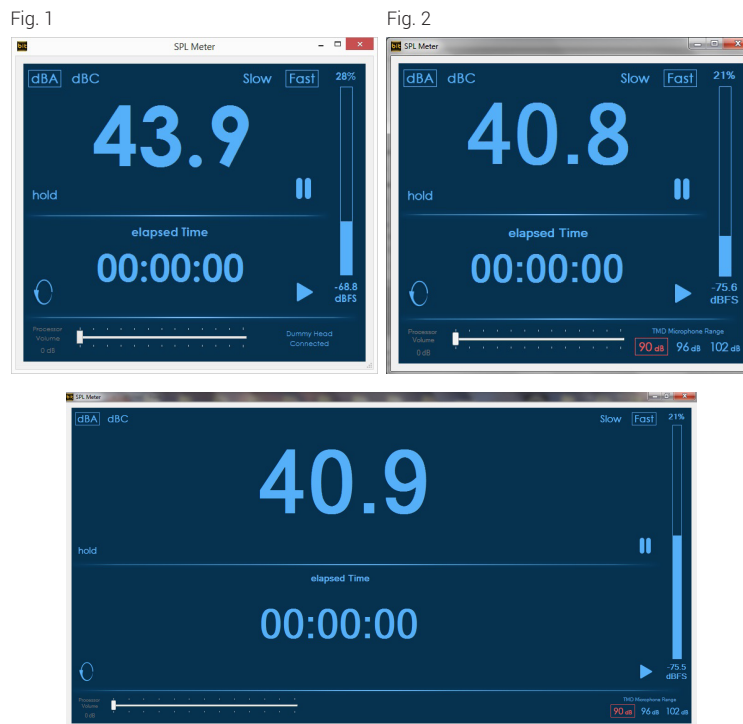 Fig. 1
bit SPL Meter
dBA dBC Slow Fast 28%
43.9
hold
elapsed Time
00:00:00
-68.8
dBFS
Processor
Volume
0 dB
Dummy Head
Connected
Fig. 2
bit SPL Meter
dBA dBC Slow Fast 21%
40.8
hold
elapsed Time
00:00:00
-75.6
dBFS
Processor
Volume
0 dB
TMD Microphone Range
90 dB 96 dB 102 dB
bit SPL Meter
dBA dBC Slow Fast 21%
40.9
hold
elapsed Time
00:00:00
-75.5
dBFS
Processor
Volume
0 dB
TMD Microphone Range
90 dB 96 dB 102 dB